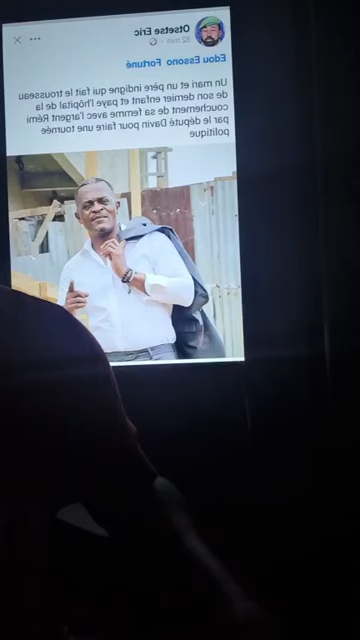 Otsetse Eric
52 min
Edou Essono Fortuné
Un mari et un père indigne qui fait le trousseau
de son dernier enfant et paye l'hôpital de la
couchement de sa femme avec l'argent Rémi
par le député Davin pour faire une tournée
politique